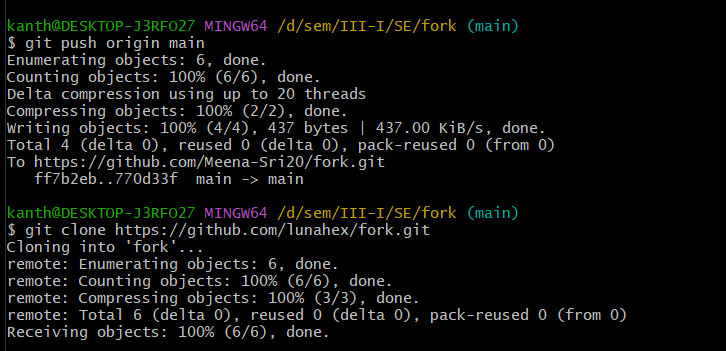 kanth@DESKTOP-J3RFO27 MINGW64 /d/sem/III-I/SE/fork (main)
$ git push origin main
Enumerating objects: 6, done.
Counting objects: 100% (6/6), done.
Delta compression using up to 20 threads
Compressing objects: 100% (2/2), done.
Writing objects: 100% (4/4), 437 bytes | 437.00 KiB/s, done.
Total 4 (delta 0), reused 0 (delta 0), pack-reused 0 (from 0)
To https://github.com/Meena-Sri20/fork.git
   ff7b2eb..770d33f  main -> main
kanth@DESKTOP-J3RFO27 MINGW64 /d/sem/III-I/SE/fork (main)
$ git clone https://github.com/lunahex/fork.git
Cloning into 'fork'...
remote: Enumerating objects: 6, done.
remote: Counting objects: 100% (6/6), done.
remote: Compressing objects: 100% (3/3), done.
remote: Total 6 (delta 0), reused 0 (delta 0), pack-reused 0 (from 0)
Receiving objects: 100% (6/6), done.